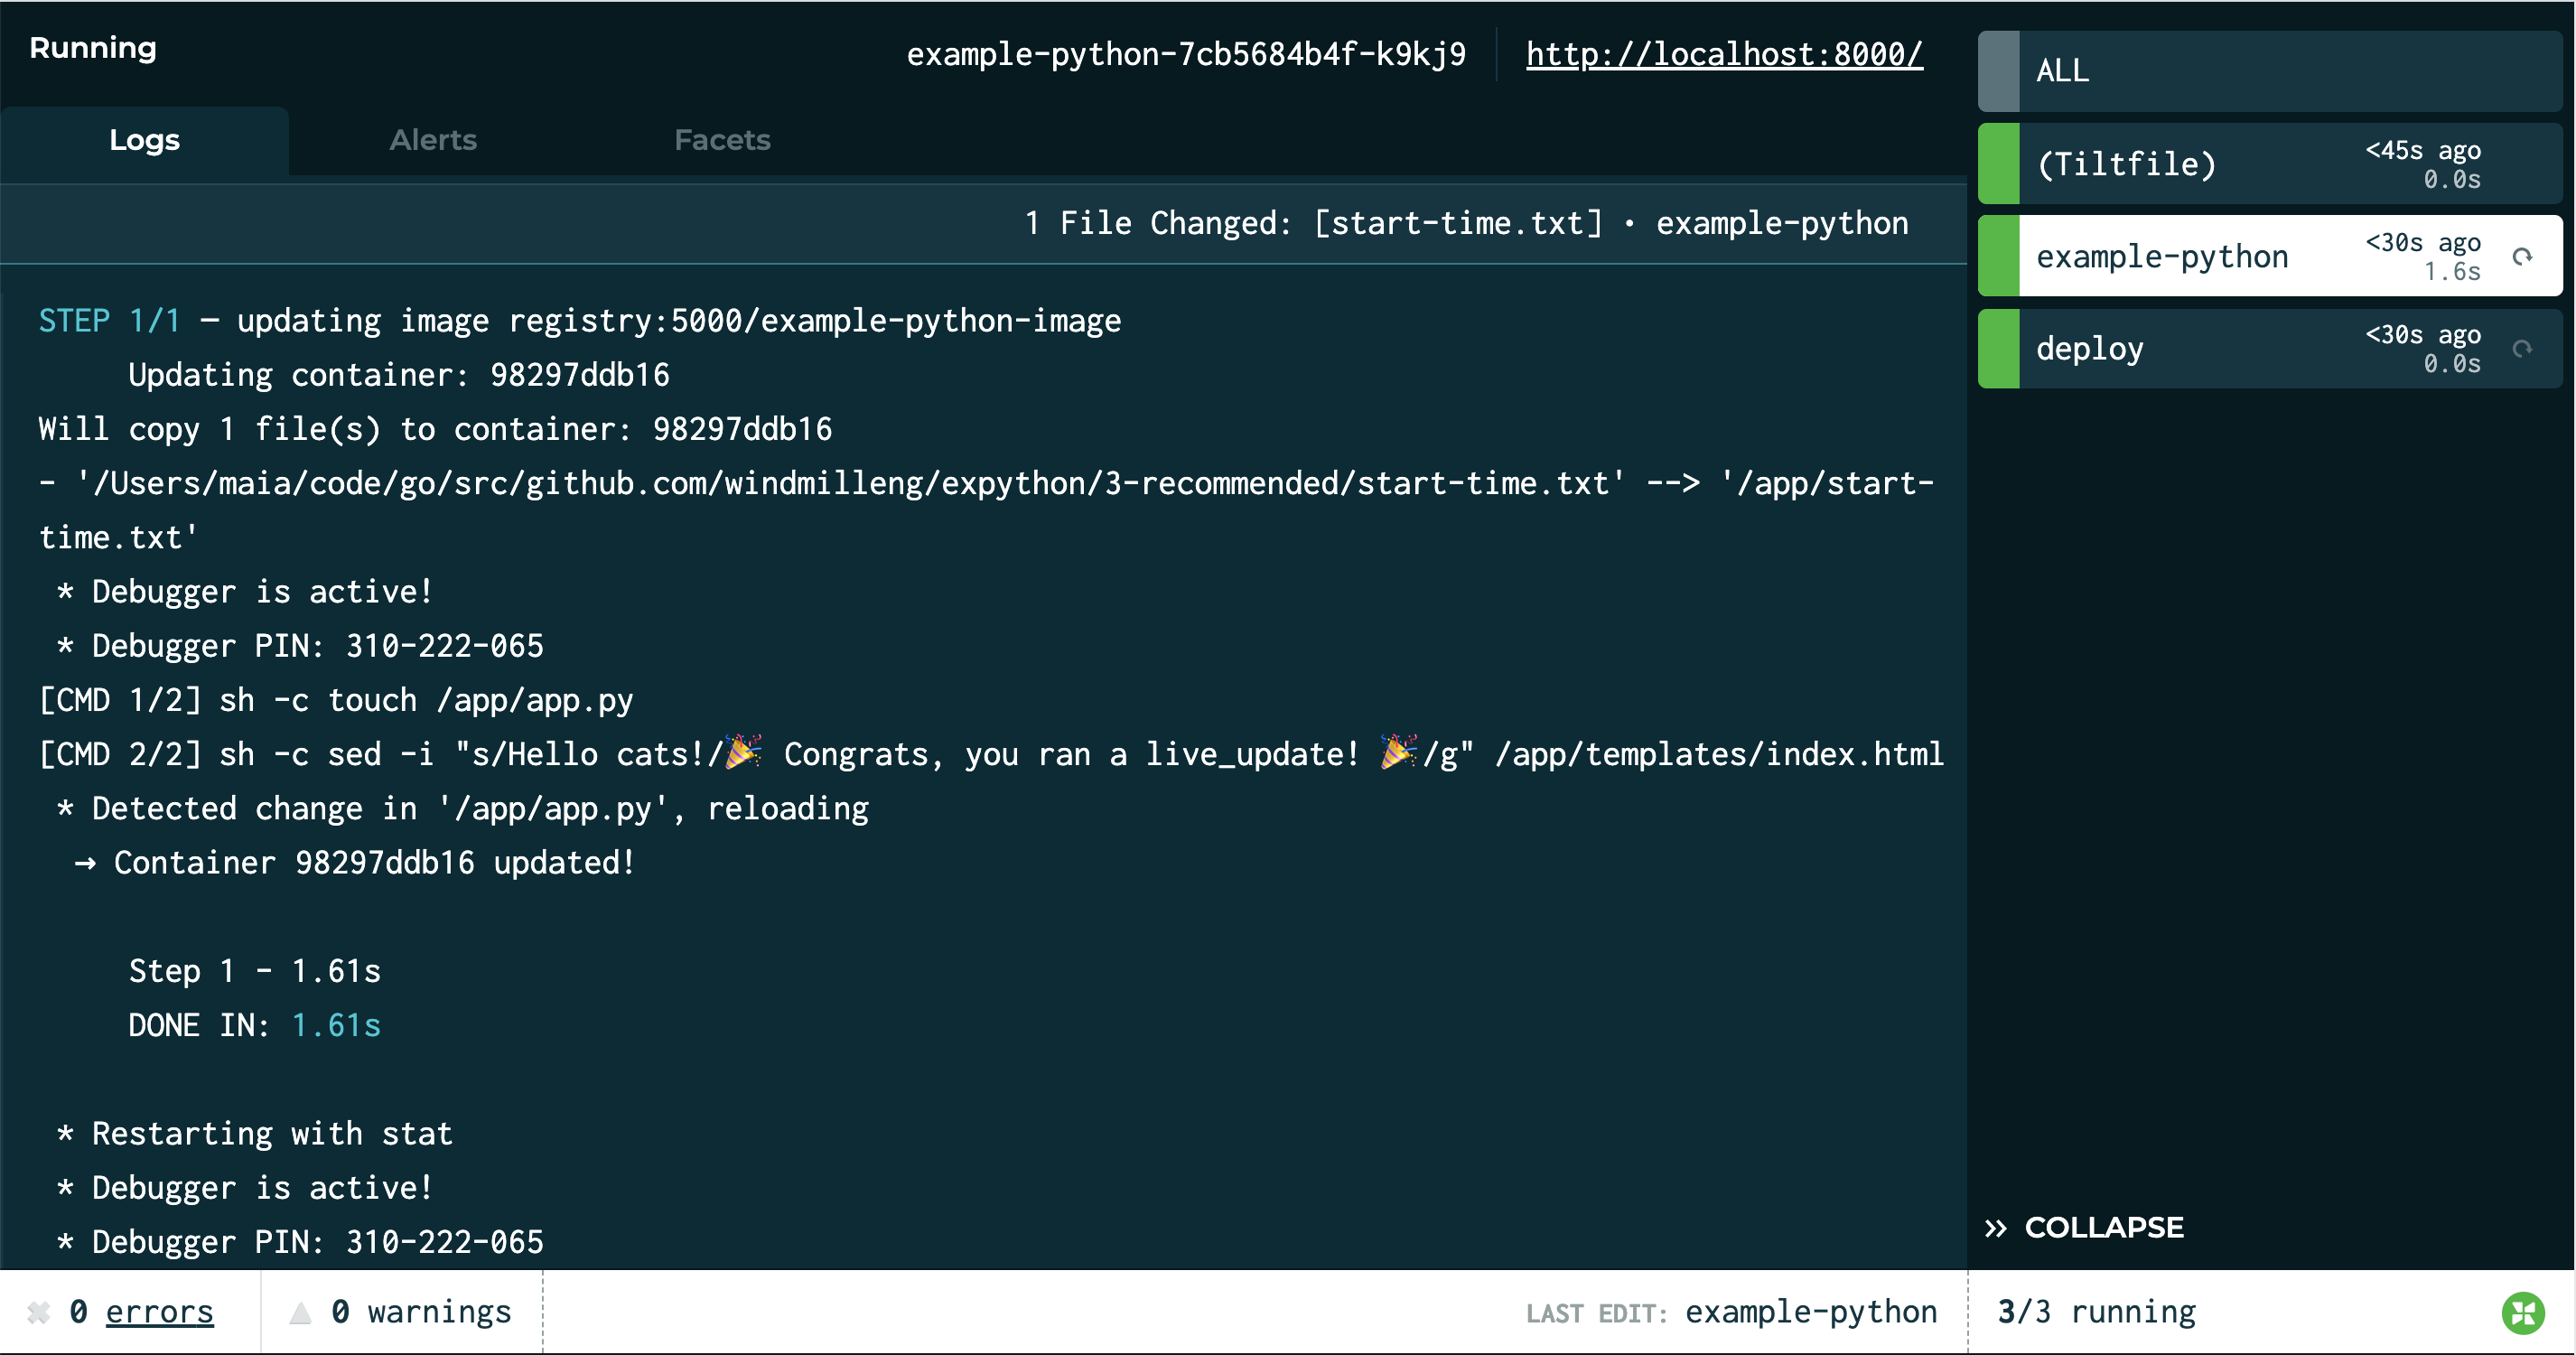 Running
example-python-7cb5684b4f-k9kj9
http://localhost:8000/
Logs
Alerts
Facets
1 File Changed: [start-time.txt] • example-python
STEP 1/1 — updating image registry:5000/example-python-image
Updating container: 98297ddb16
Will copy 1 file(s) to container: 98297ddb16
- '/Users/maia/code/go/src/github.com/windmilleng/expython/3-recommended/start-time.txt' --> '/app/start-
time.txt'
* Debugger is active!
* Debugger PIN: 310-222-065
[CMD 1/2] sh -c touch /app/app.py
[CMD 2/2] sh -c sed -i "s/Hello cats!/🎉 Congrats, you ran a live_update! 🎉/g" /app/templates/index.html
* Detected change in '/app/app.py', reloading
→ Container 98297ddb16 updated!
Step 1 - 1.61s
DONE IN: 1.61s
* Restarting with stat
* Debugger is active!
* Debugger PIN: 310-222-065
ALL
(Tiltfile)
<45s ago
0.0s
example-python
<30s ago
1.6s
deploy
<30s ago
0.0s
COLLAPSE
0 errors
0 warnings
LAST EDIT: example-python
3/3 running